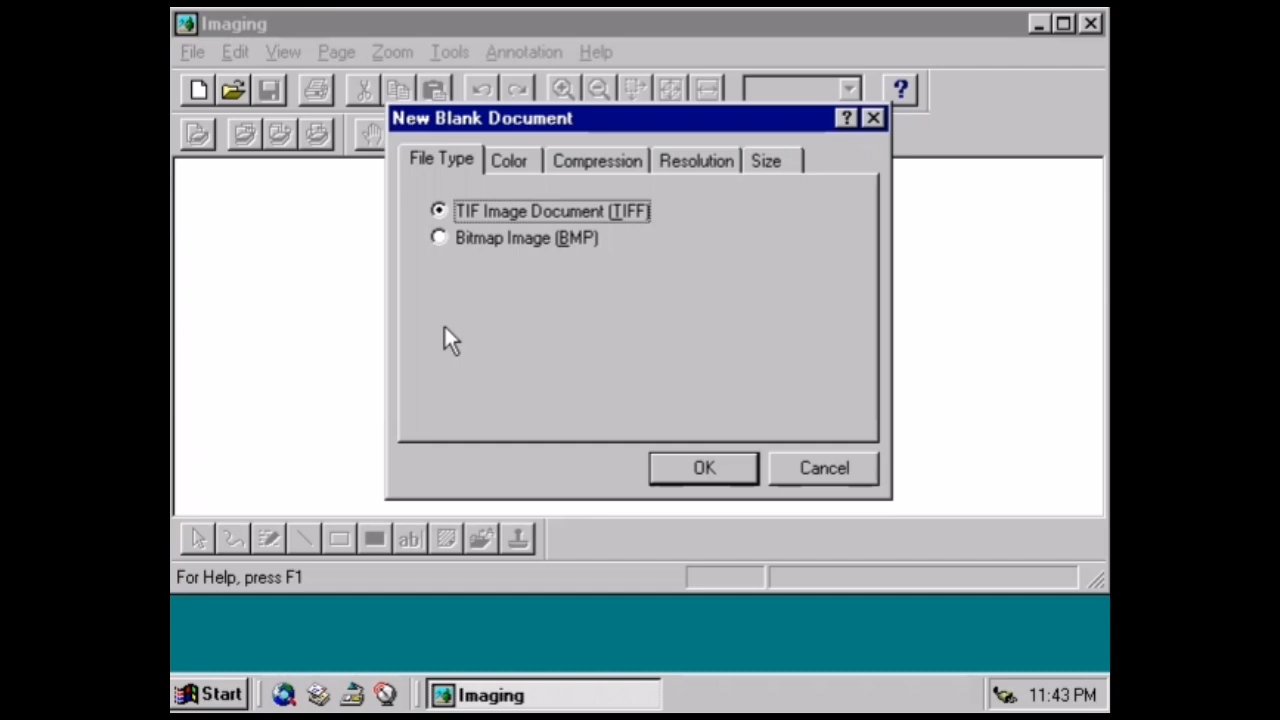 Imaging
File Edit View Page Zoom Tools Annotation Help
?
New Blank Document ?
File Type Color Compression Resolution Size
TIF Image Document (TIFF)
Bitmap Image (BMP)
OK Cancel
ab
For Help, press F1
Start Imaging 11:43 PM